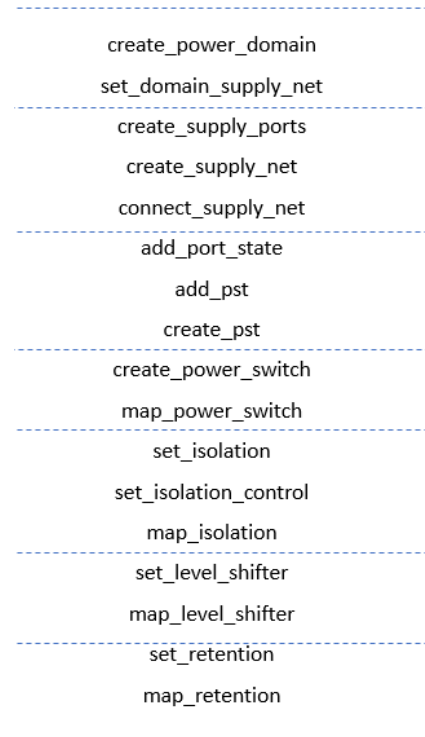 create_power_domain
set_domain_supply_net
create_supply_ports
create_supply_net
connect_supply_net
add_port_state
add_pst
create_pst
create_power_switch
map_power_switch
set_isolation
set_isolation_control
map_isolation
set_level_shifter
map_level_shifter
set_retention
map_retention